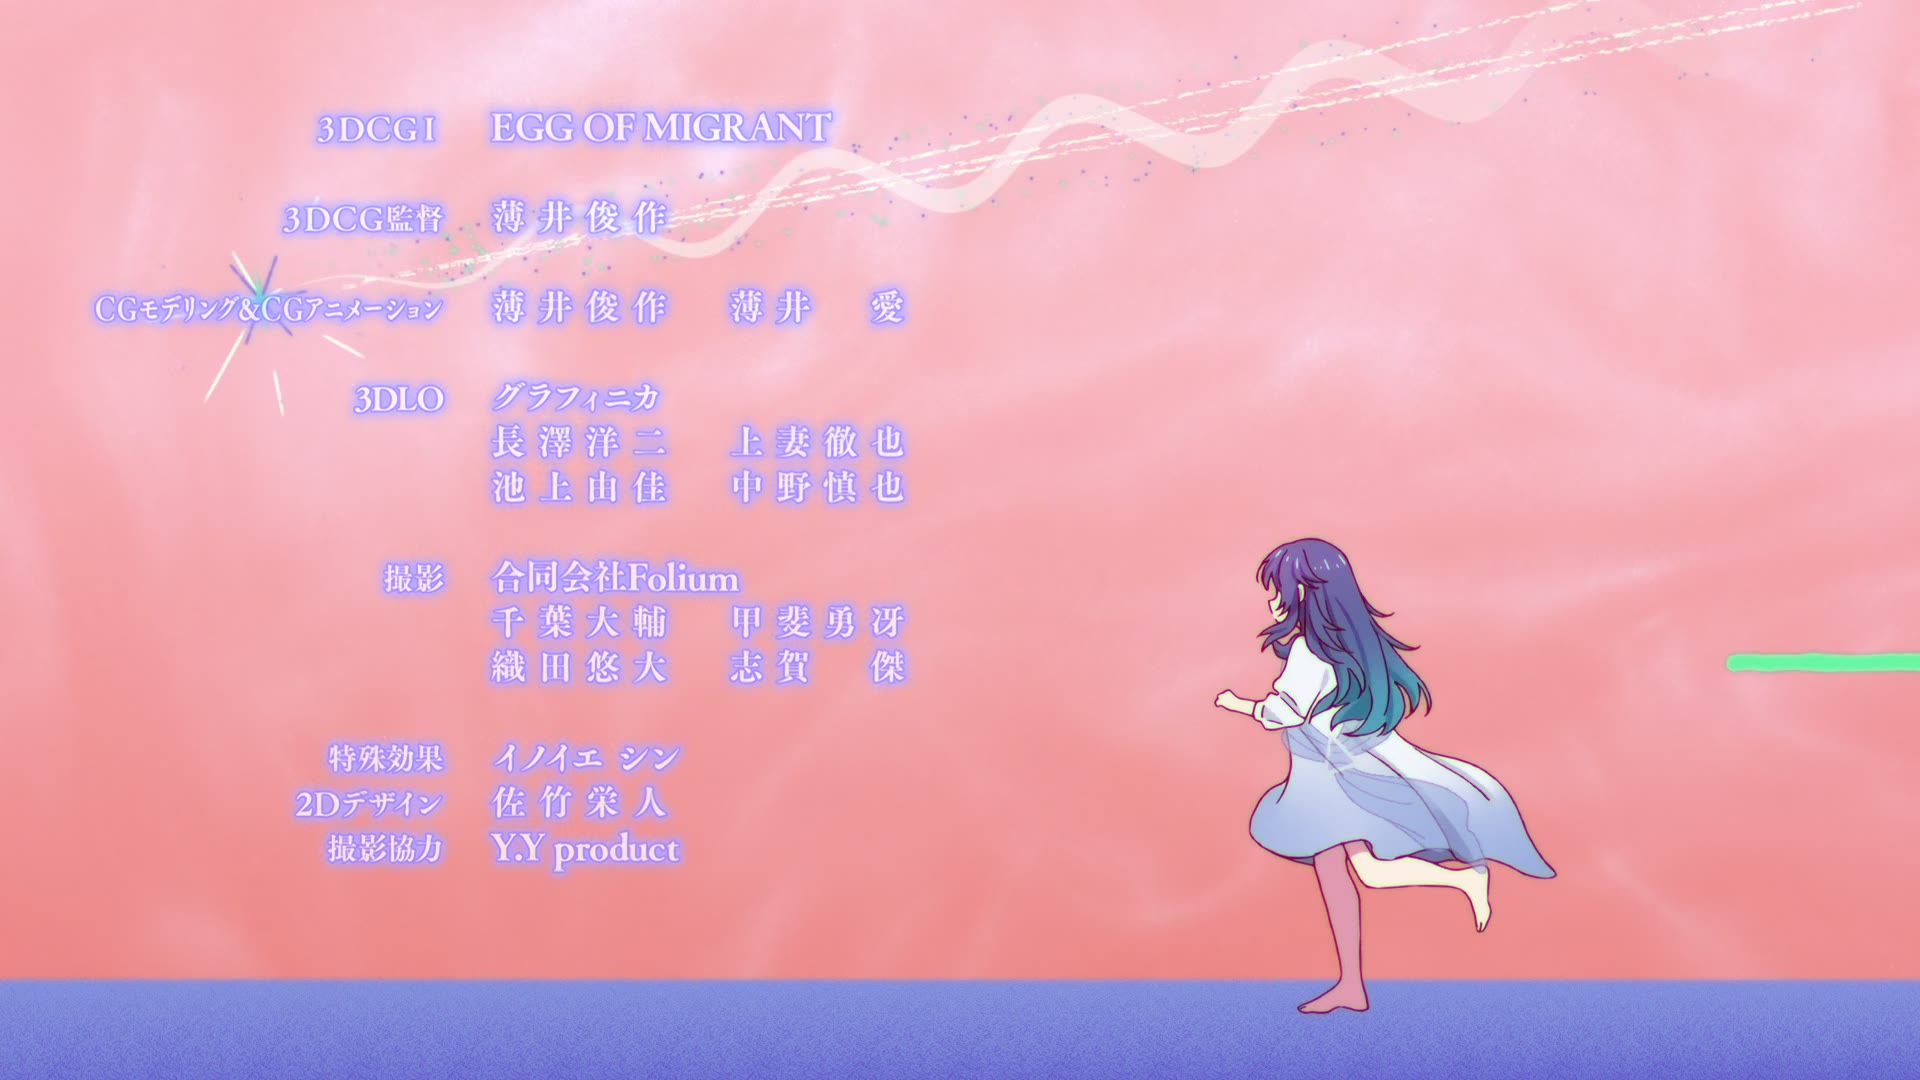 3DCGI EGG OF MIGRANT
3DCG監督 薄井俊作
CGモデリング&CGアニメーション 薄井俊作 薄井 愛
3DLO グラフィニカ
長澤洋二 上妻徹也
池上由佳 中野慎也
撮影 合同会社Folium
千葉大輔 甲斐勇冴
織田悠大 志賀 傑
特殊効果 イノイエ シン
2Dデザイン 佐竹栄人
撮影協力 Y.Y product